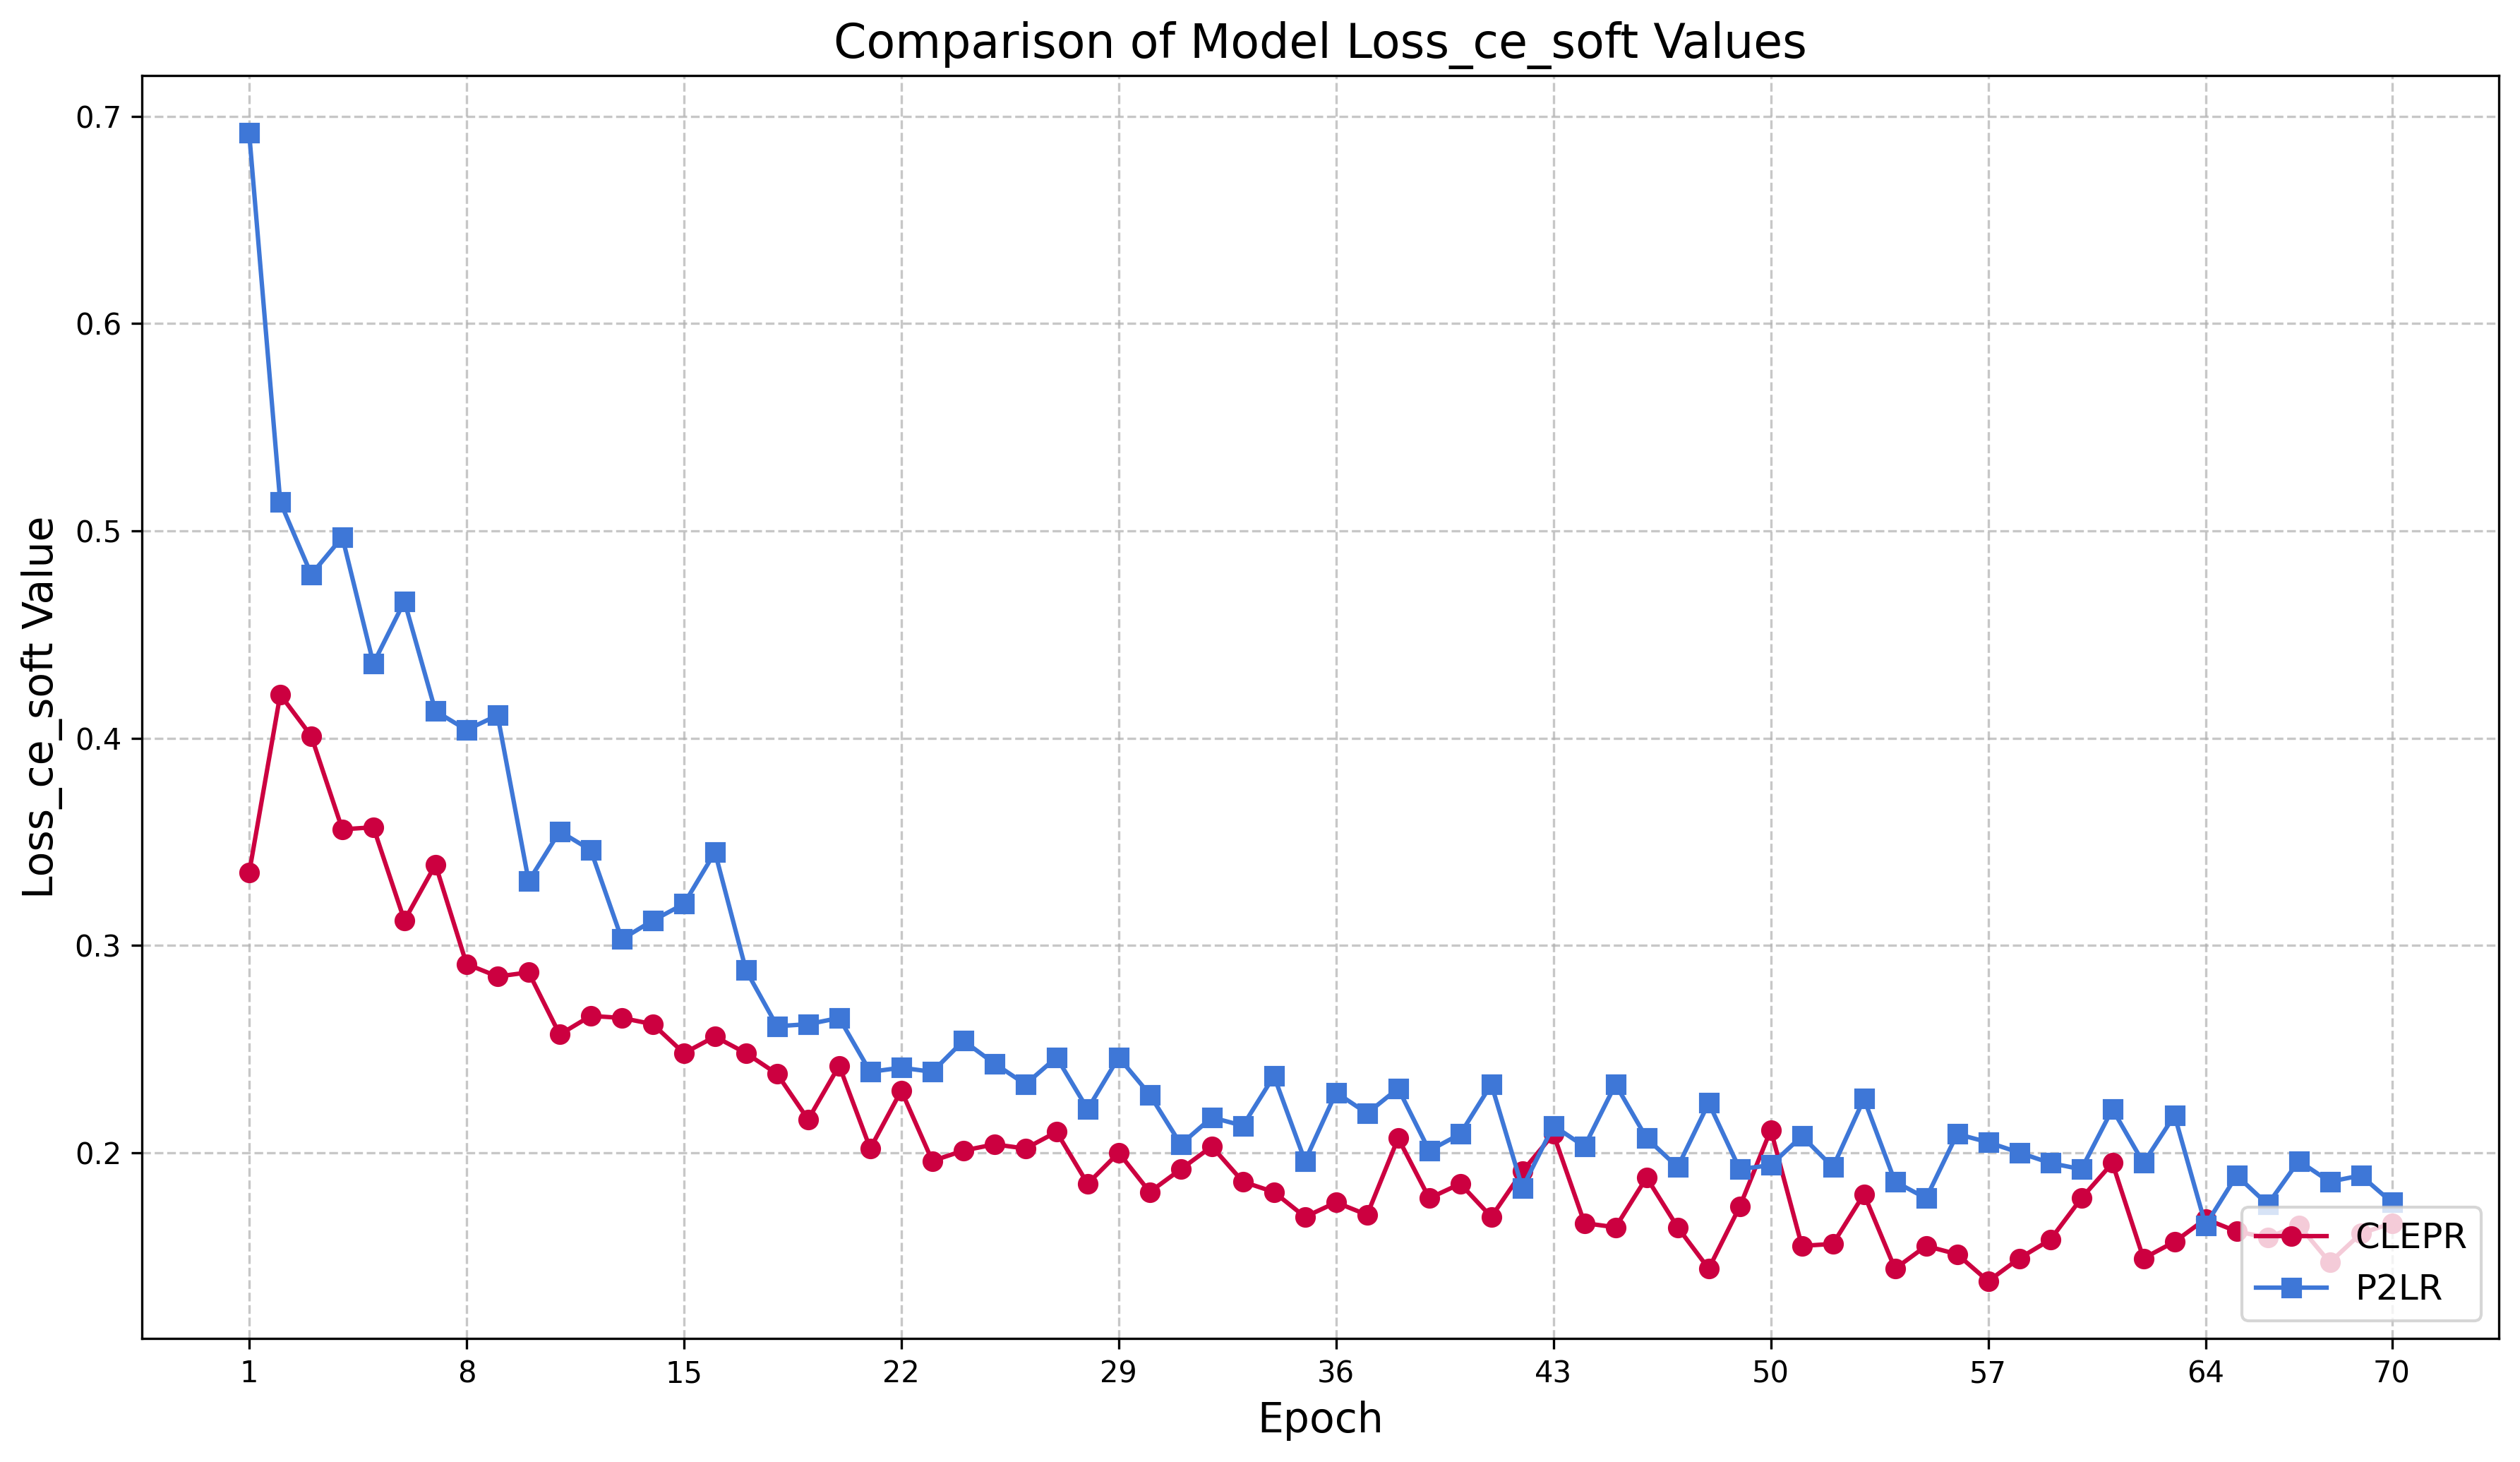 Comparison of Model Loss_ce_soft Values
Loss_ce_soft Value
0.7
0.6
0.5
0.4
0.3
0.2
1 8 15 22 29 36 43 50 57 64 70
Epoch
CLEPR
P2LR